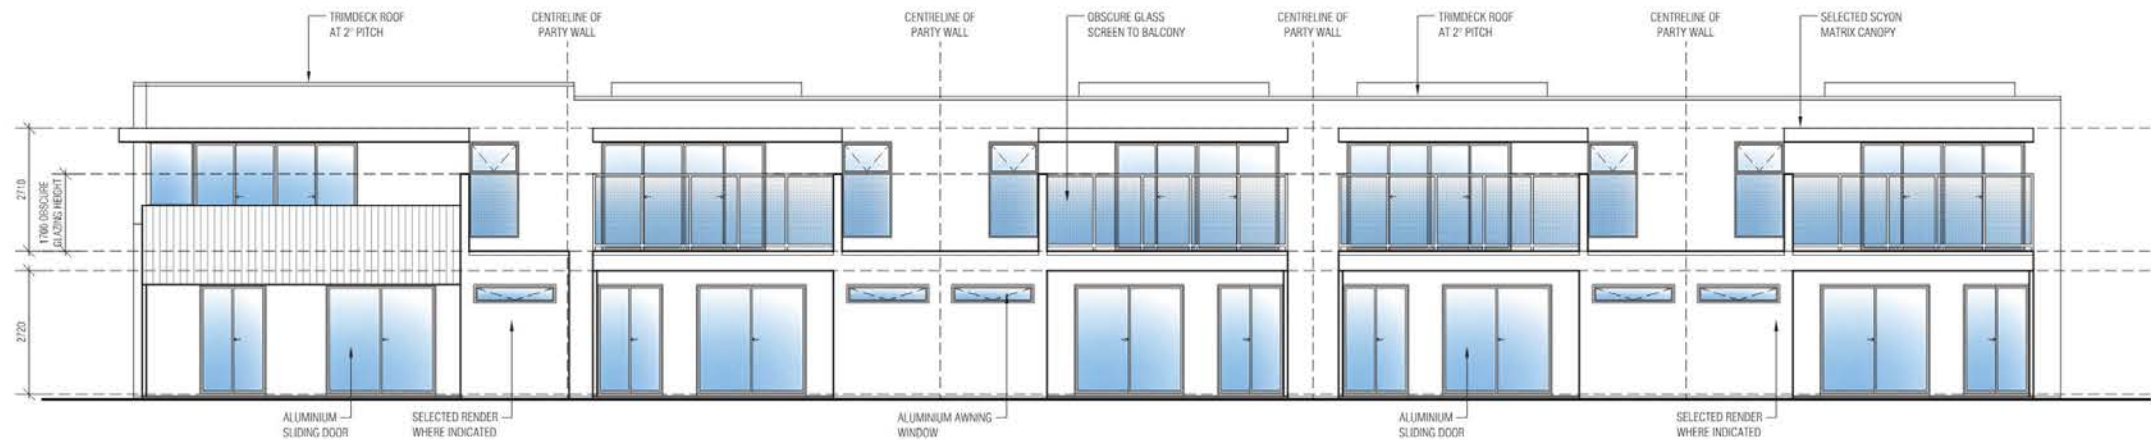 TRIMDECK ROOF
AT 2° PITCH
CENTRELINE OF
PARTY WALL
CENTRELINE OF
PARTY WALL
OBSCURE GLASS
SCREEN TO BALCONY
CENTRELINE OF
PARTY WALL
TRIMDECK ROOF
AT 2° PITCH
CENTRELINE OF
PARTY WALL
SELECTED SCYON
MATRIX CANOPY
2710
1700 OBSCURE
GLAZING HEIGHT
2720
ALUMINIUM
SLIDING DOOR
SELECTED RENDER
WHERE INDICATED
ALUMINIUM AWNING
WINDOW
ALUMINIUM
SLIDING DOOR
SELECTED RENDER
WHERE INDICATED